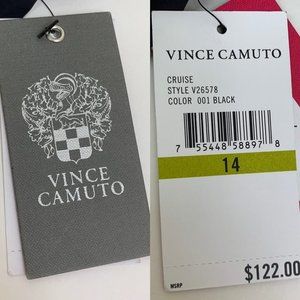 VINCE
CAMUTO
VINCE CAMUTO
CRUISE
STYLE V26578
COLOR 001 BLACK
7 55448 58897 8
14
MSRP
$122.00